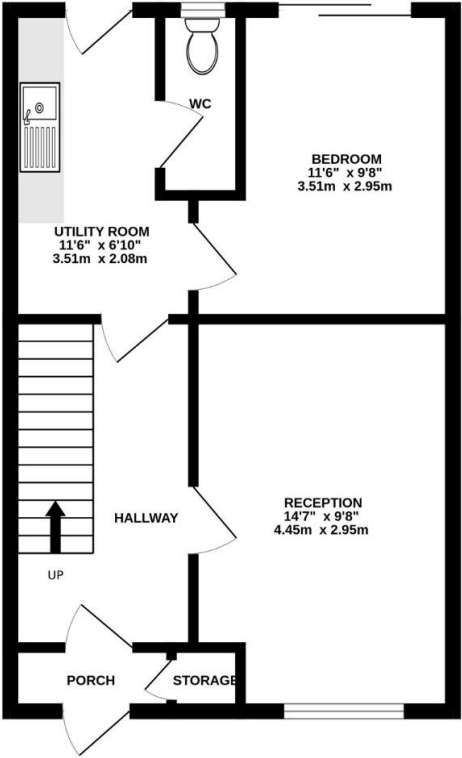 WC
BEDROOM
11'6" x 9'8"
3.51m x 2.95m
UTILITY ROOM
11'6" x 6'10"
3.51m x 2.08m
RECEPTION
14'7" x 9'8"
4.45m x 2.95m
HALLWAY
UP
PORCH
STORAGE